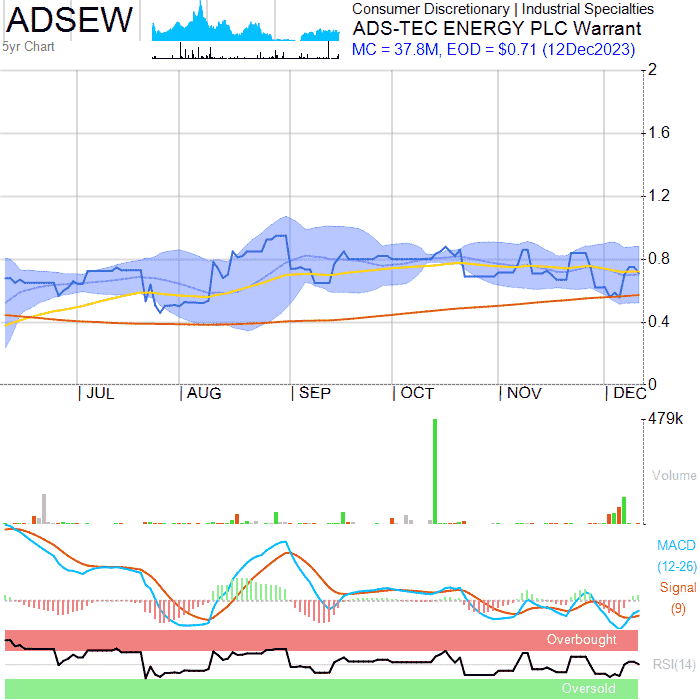 ADSEW
5yr Chart
Consumer Discretionary | Industrial Specialties
ADS-TEC ENERGY PLC Warrant
MC = 37.8M, EOD = $0.71 (12Dec2023)
2
1.6
1.2
0.8
0.4
0
| JUL | AUG | SEP | OCT | NOV | DEC
479k
Volume
MACD
(12-26)
Signal
(9)
Overbought
RSI(14)
Oversold